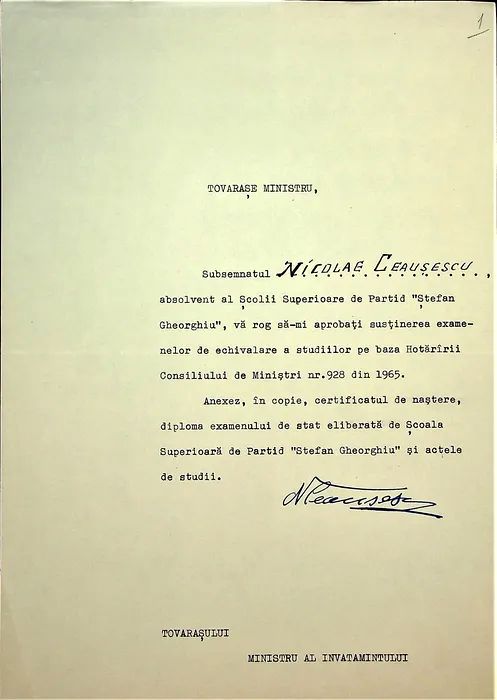 1
TOVARAȘE MINISTRU,
Subsemnatul NICOLAE CEAUȘESCU,
absolvent al Școlii Superioare de Partid "Ștefan
Gheorghiu", vă rog să-mi aprobați susținerea exame-
nelor de echivalare a studiilor pe baza Hotărîrii
Consiliului de Miniștri nr.928 din 1965.
Anexez, în copie, certificatul de naștere,
diploma examenului de stat eliberată de Școala
Superioară de Partid "Stefan Gheorghiu" și actele
de studii.
NCeausescu
TOVARAȘULUI
MINISTRU AL INVATAMINTULUI